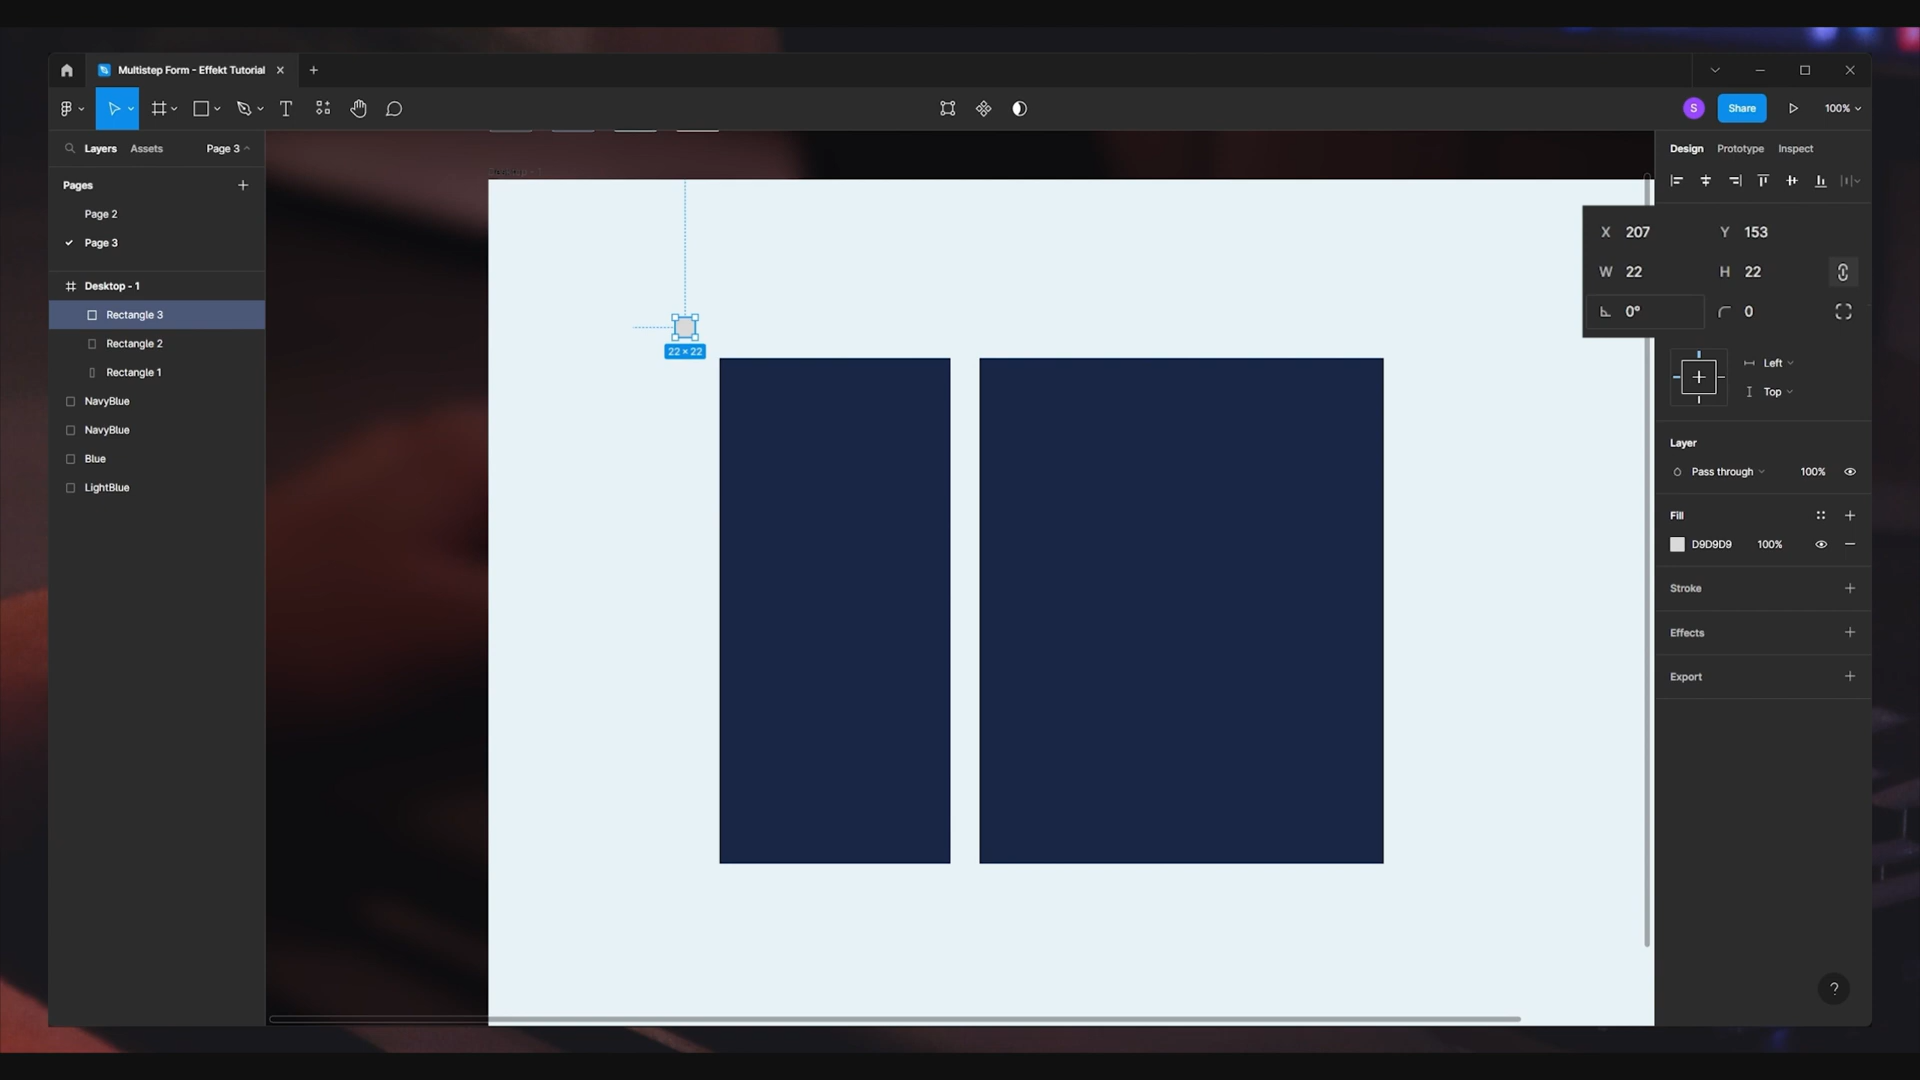 Multistep Form - Effekt Tutorial
S
Share
100%
Layers
Assets
Page 3
Design
Prototype
Inspect
Pages
Page 2
Page 3
Desktop - 1
Rectangle 3
Rectangle 2
Rectangle 1
NavyBlue
NavyBlue
Blue
LightBlue
22 × 22
X 207
Y 153
W 22
H 22
0°
0
Left
Top
Layer
Pass through
100%
Fill
D9D9D9
100%
Stroke
Effects
Export
?